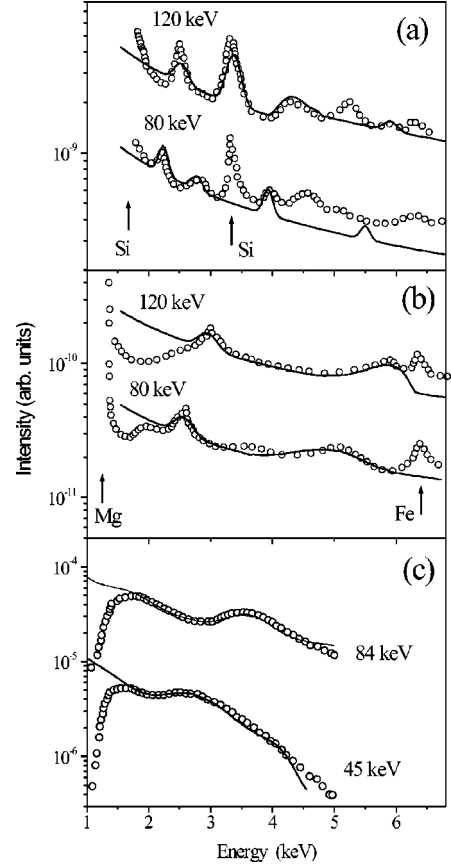 120 keV
(a)
80 keV
10⁻⁹
Si
Si
120 keV
(b)
10⁻¹⁰
80 keV
10⁻¹¹
Mg
Fe
Intensity (arb. units)
(c)
10⁻⁴
84 keV
10⁻⁵
10⁻⁶
45 keV
1 2 3 4 5 6
Energy (keV)